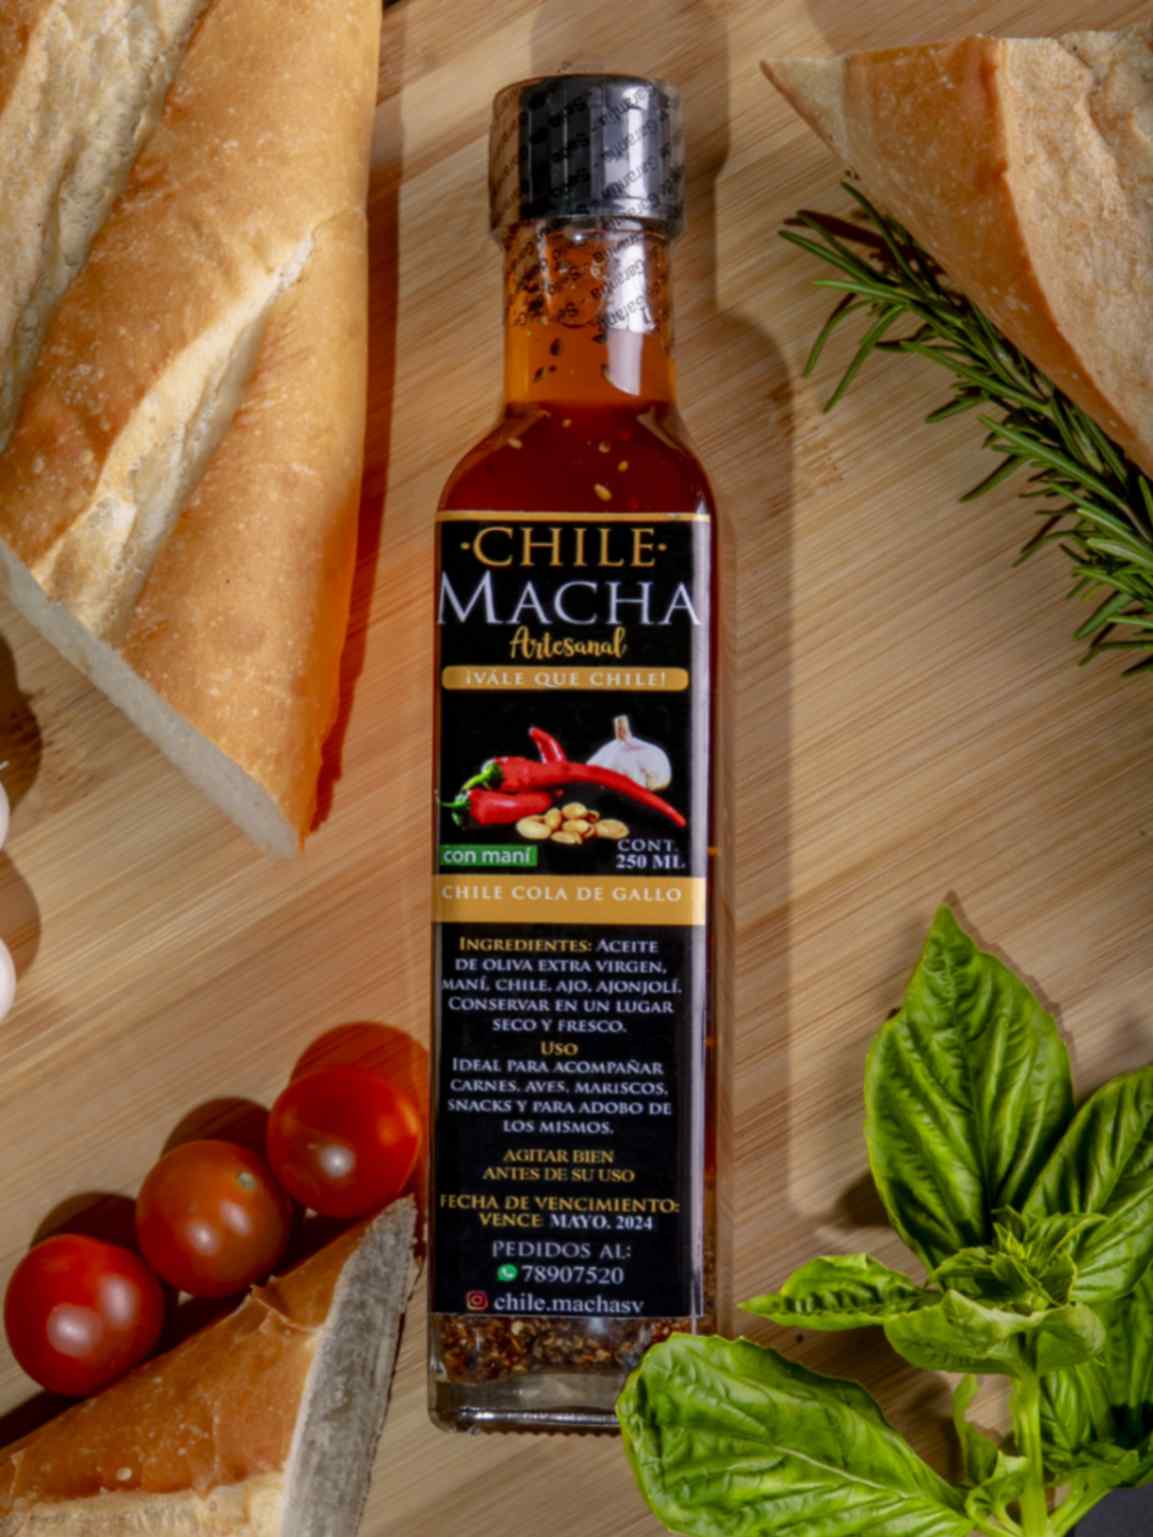 ·CHILE·
MACHA
Artesanal
¡VÁLE QUE CHILE!
con maní
CONT.
250 ML
CHILE COLA DE GALLO
INGREDIENTES: ACEITE
DE OLIVA EXTRA VIRGEN,
MANÍ, CHILE, AJO, AJONJOLÍ.
CONSERVAR EN UN LUGAR
SECO Y FRESCO.
USO
IDEAL PARA ACOMPAÑAR
CARNES, AVES, MARISCOS,
SNACKS Y PARA ADOBO DE
LOS MISMOS.
AGITAR BIEN
ANTES DE SU USO
FECHA DE VENCIMIENTO:
VENCE MAYO. 2024
PEDIDOS AL:
78907520
chile.machasv